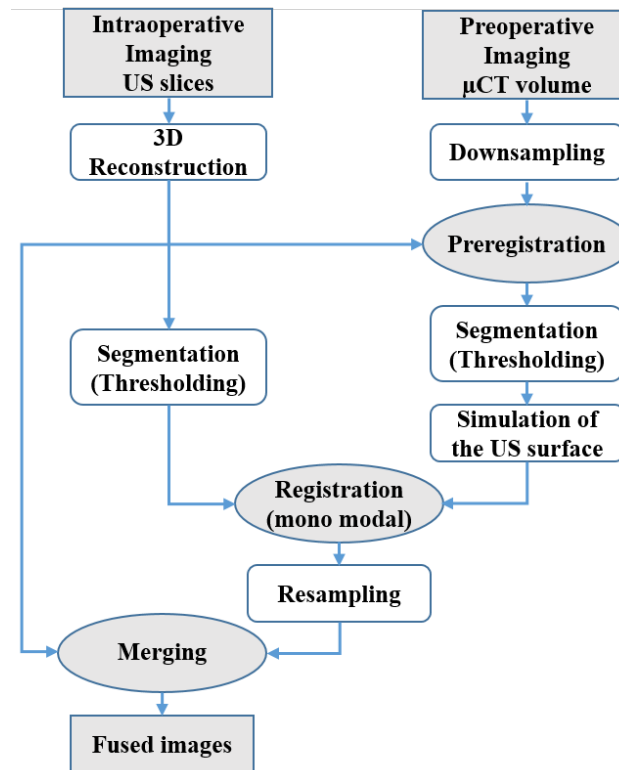 Intraoperative
Imaging
US slices
Preoperative
Imaging
μCT volume
3D
Reconstruction
Downsampling
Preregistration
Segmentation
(Thresholding)
Segmentation
(Thresholding)
Simulation of
the US surface
Registration
(mono modal)
Resampling
Merging
Fused images